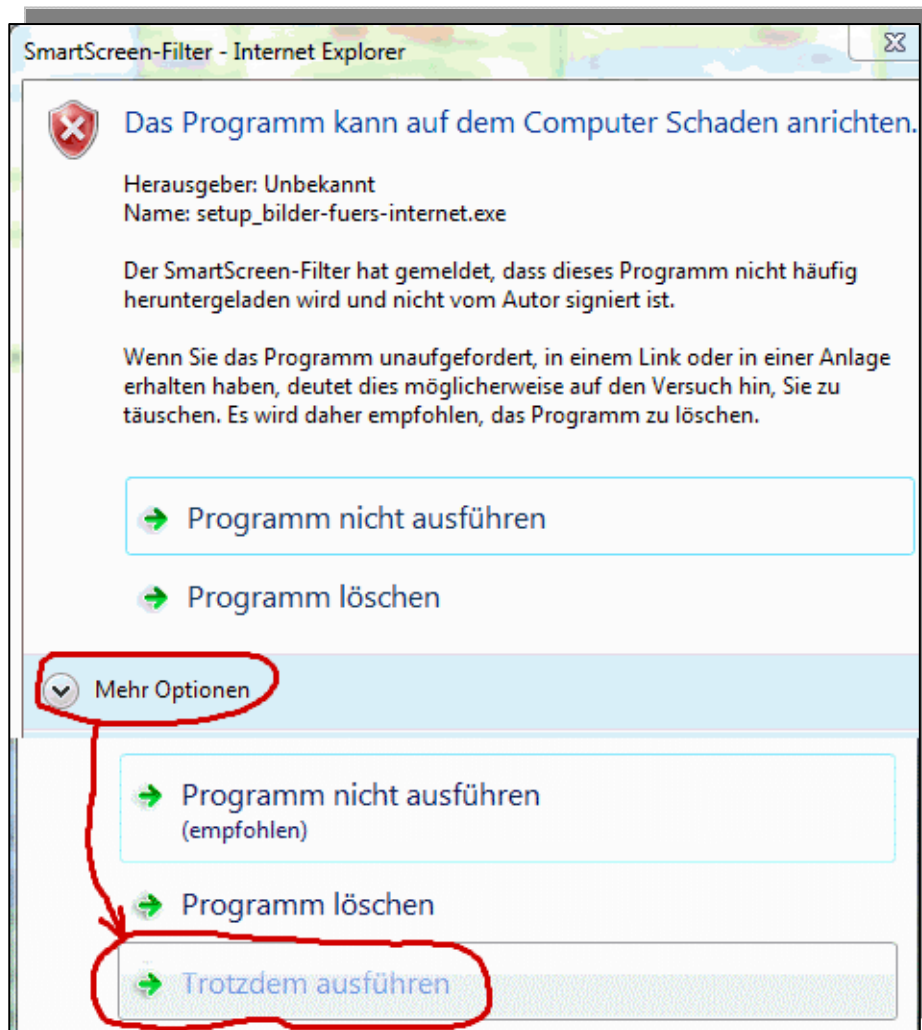 SmartScreen-Filter - Internet Explorer
Das Programm kann auf dem Computer Schaden anrichten.
Herausgeber: Unbekannt
Name: setup_bilder-fuers-internet.exe
Der SmartScreen-Filter hat gemeldet, dass dieses Programm nicht häufig
heruntergeladen wird und nicht vom Autor signiert ist.
Wenn Sie das Programm unaufgefordert, in einem Link oder in einer Anlage
erhalten haben, deutet dies möglicherweise auf den Versuch hin, Sie zu
täuschen. Es wird daher empfohlen, das Programm zu löschen.
Programm nicht ausführen
Programm löschen
Mehr Optionen
Programm nicht ausführen
(empfohlen)
Programm löschen
Trotzdem ausführen